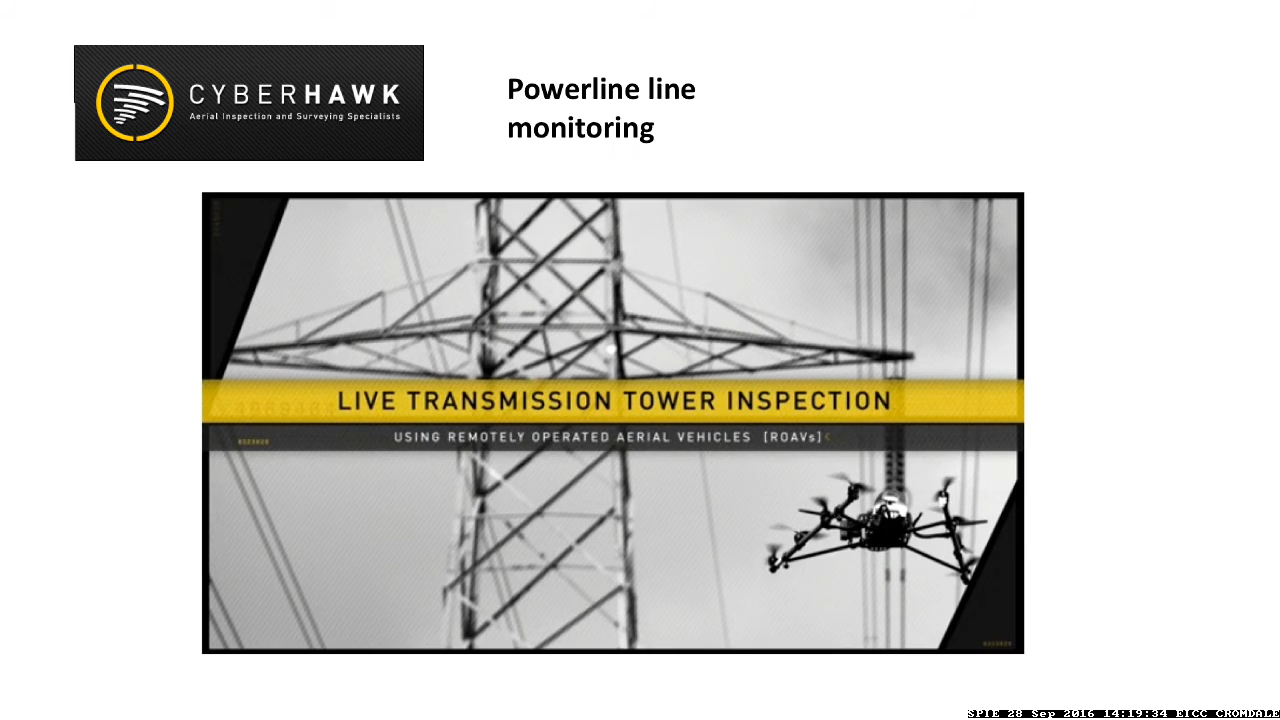 CYBERHAWK
Aerial Inspection and Surveying Specialists
Powerline line
monitoring
LIVE TRANSMISSION TOWER INSPECTION
USING REMOTELY OPERATED AERIAL VEHICLES [ROAVs]<
SPIE 28 Sep 2016 14:19:34 EICC CROMDALE